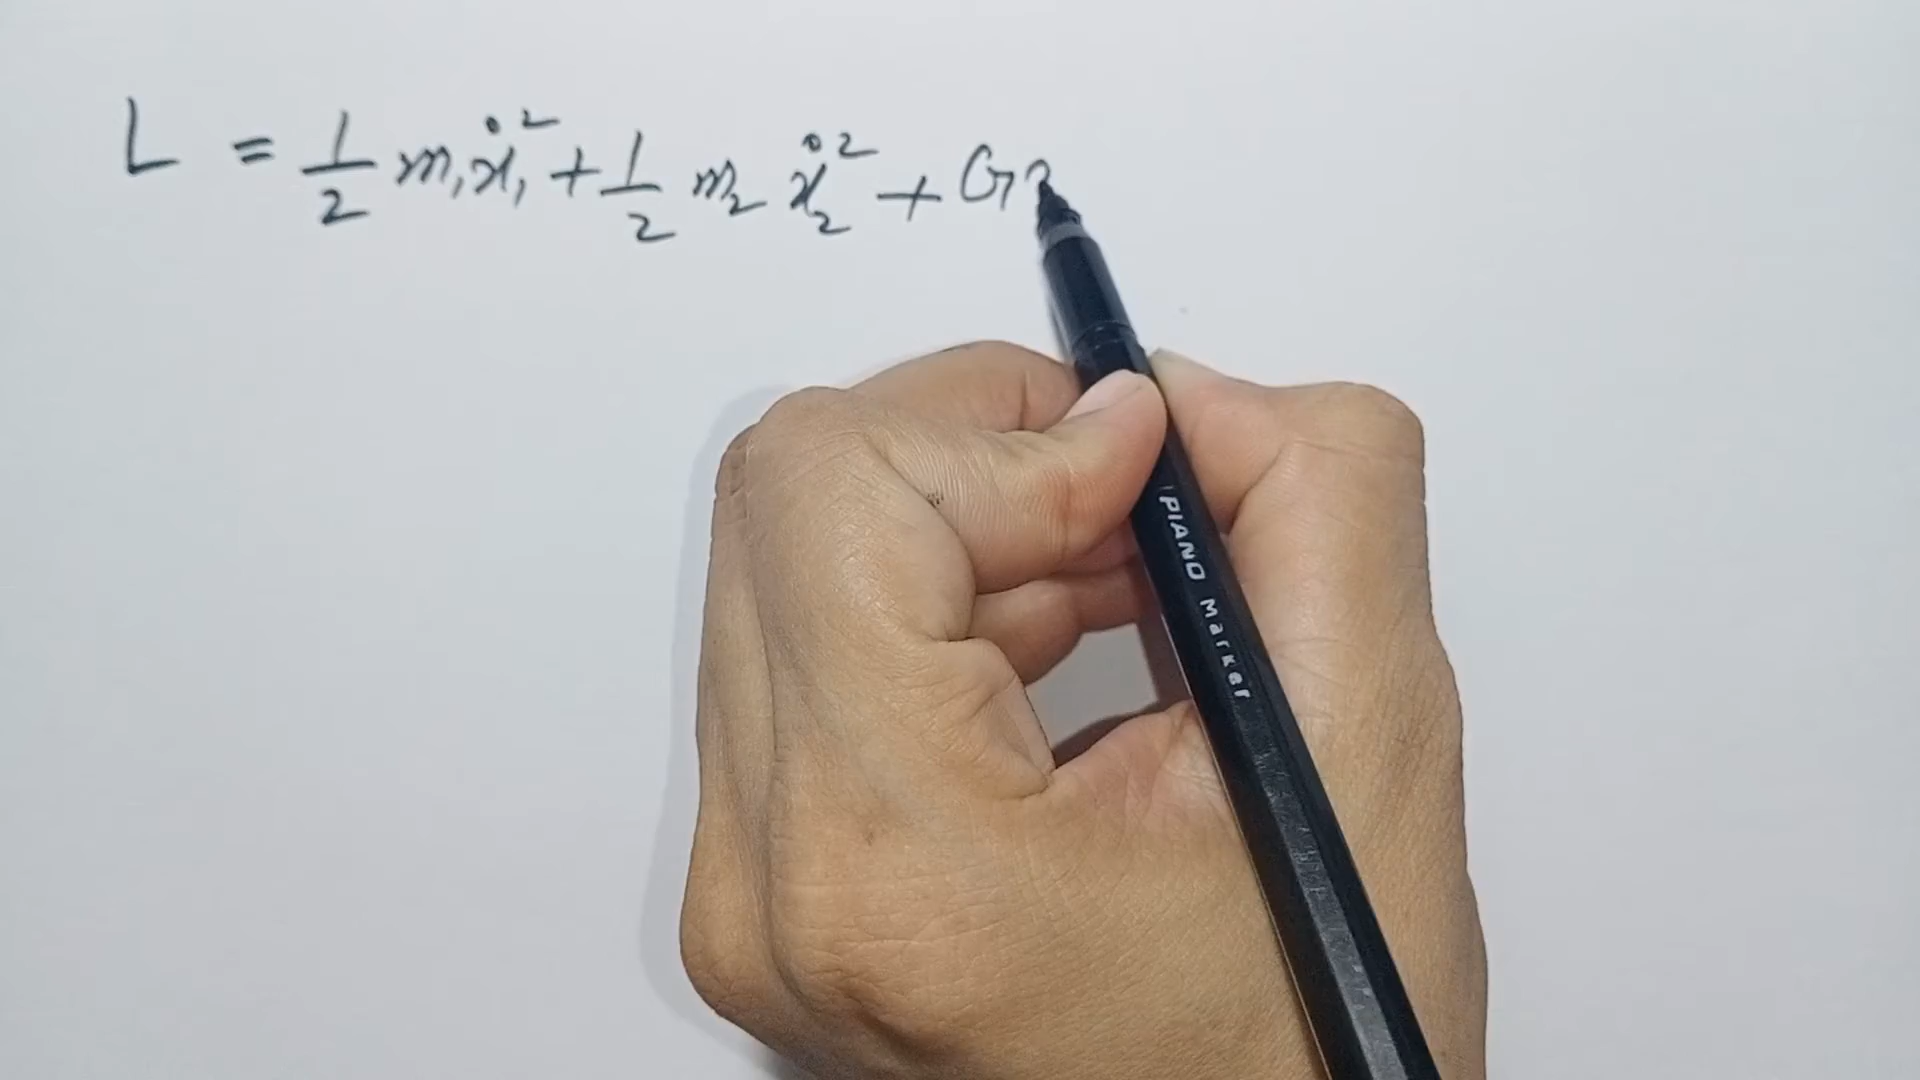 L = 1/2 m₁ẋ₁² + 1/2 m₂ẋ₂² + G
PIANO Marker